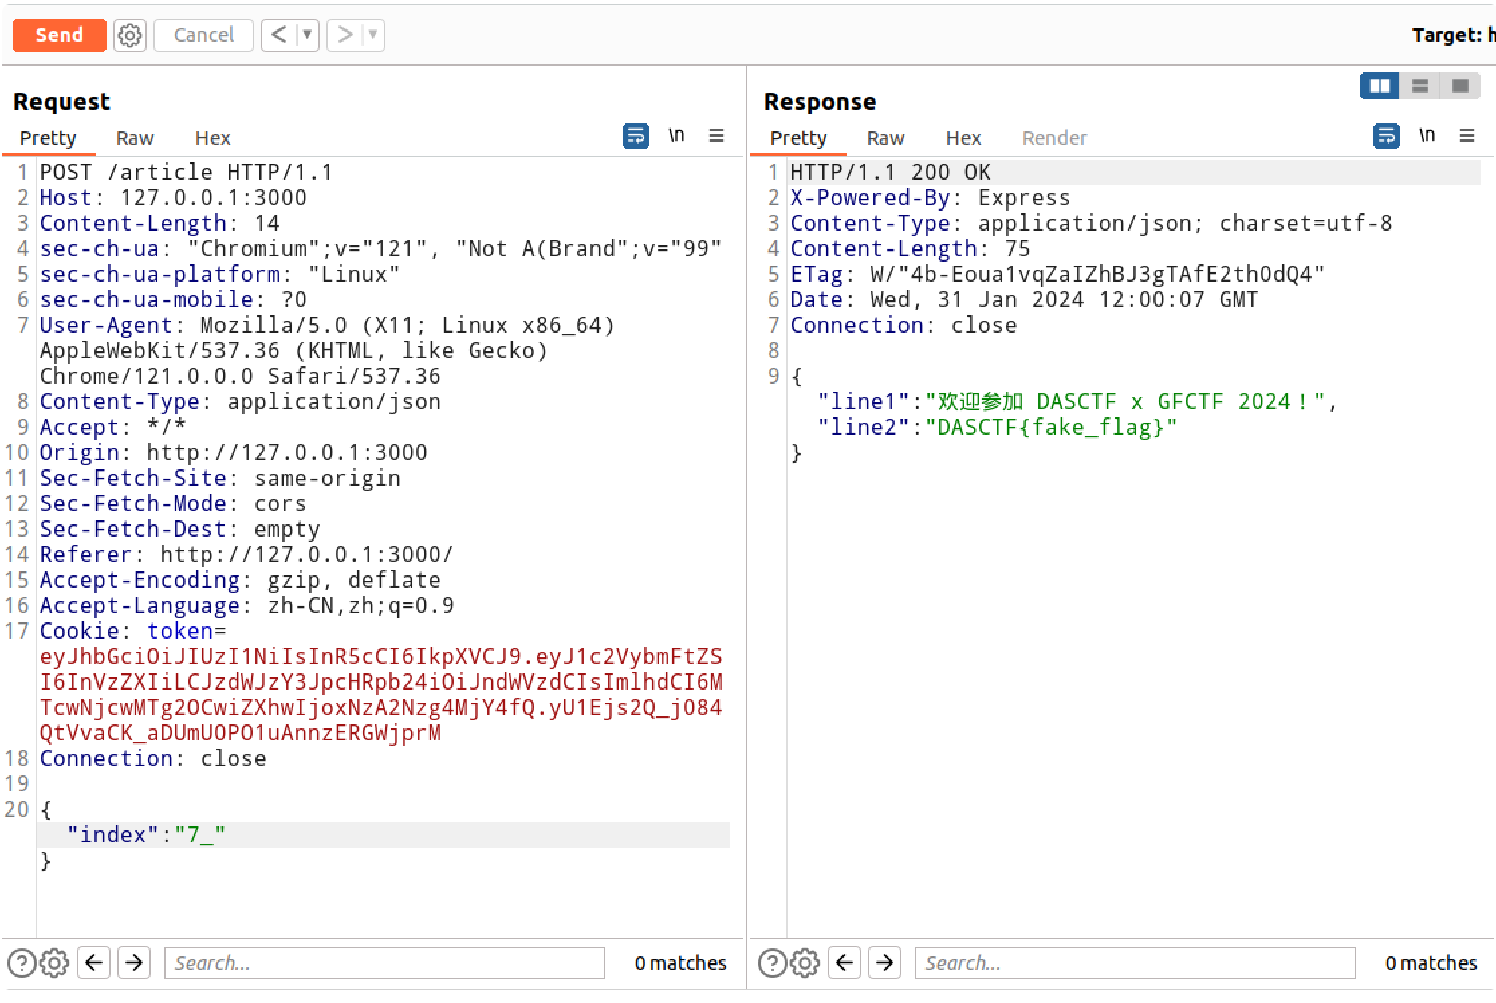 Send
Cancel
<
>
Target: h
Request
Pretty
Raw
Hex
\n
1 POST /article HTTP/1.1
2 Host: 127.0.0.1:3000
3 Content-Length: 14
4 sec-ch-ua: "Chromium";v="121", "Not A(Brand";v="99"
5 sec-ch-ua-platform: "Linux"
6 sec-ch-ua-mobile: ?0
7 User-Agent: Mozilla/5.0 (X11; Linux x86_64)
AppleWebKit/537.36 (KHTML, like Gecko)
Chrome/121.0.0.0 Safari/537.36
8 Content-Type: application/json
9 Accept: */*
10 Origin: http://127.0.0.1:3000
11 Sec-Fetch-Site: same-origin
12 Sec-Fetch-Mode: cors
13 Sec-Fetch-Dest: empty
14 Referer: http://127.0.0.1:3000/
15 Accept-Encoding: gzip, deflate
16 Accept-Language: zh-CN,zh;q=0.9
17 Cookie: token=
eyJhbGciOiJIUzI1NiIsInR5cCI6IkpXVCJ9.eyJ1c2VybmFtZS
I6InVzZXIiLCJzdWJzY3JpcHRpb24iOiJndWVzdCIsImlhdCI6M
TcwNjcwMTg2OCwiZXhwIjoxNzA2Nzg4MjY4fQ.yU1Ejs2Q_j084
QtVvaCK_aDUmUOPO1uAnnzERGWjprM
18 Connection: close
19
20 {
"index":"7_"
}
Search...
0 matches
Response
Pretty
Raw
Hex
Render
\n
1 HTTP/1.1 200 OK
2 X-Powered-By: Express
3 Content-Type: application/json; charset=utf-8
4 Content-Length: 75
5 ETag: W/"4b-Eoua1vqZaIZhBJ3gTAfE2th0dQ4"
6 Date: Wed, 31 Jan 2024 12:00:07 GMT
7 Connection: close
8
9 {
"line1":"欢迎参加 DASCTF x GFCTF 2024！",
"line2":"DASCTF{fake_flag}"
}
Search...
0 matches